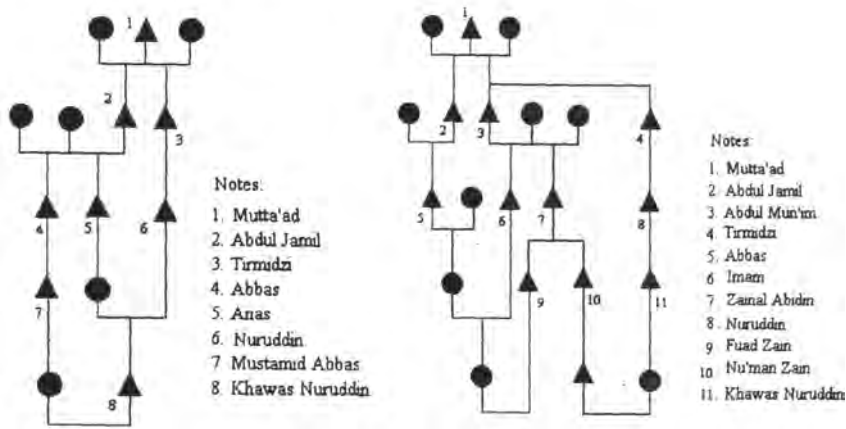 1
2
3
4
5
6
7
8
Notes:
1. Mutta'ad
2. Abdul Jamil
3. Tirmidzi
4. Abbas
5. Anas
6. Nuruddin
7 Mustamid Abbas
8 Khawas Nuruddin
1
2
3
4
5
6
7
8
9
10
11
Notes:
1. Mutta'ad
2 Abdul Jamil
3 Abdul Mun'im
4 Tirmidzi
5 Abbas
6 Imam
7 Zainal Abidin
8 Nuruddin
9 Fuad Zain
10 Nu'man Zain
11. Khawas Nuruddin